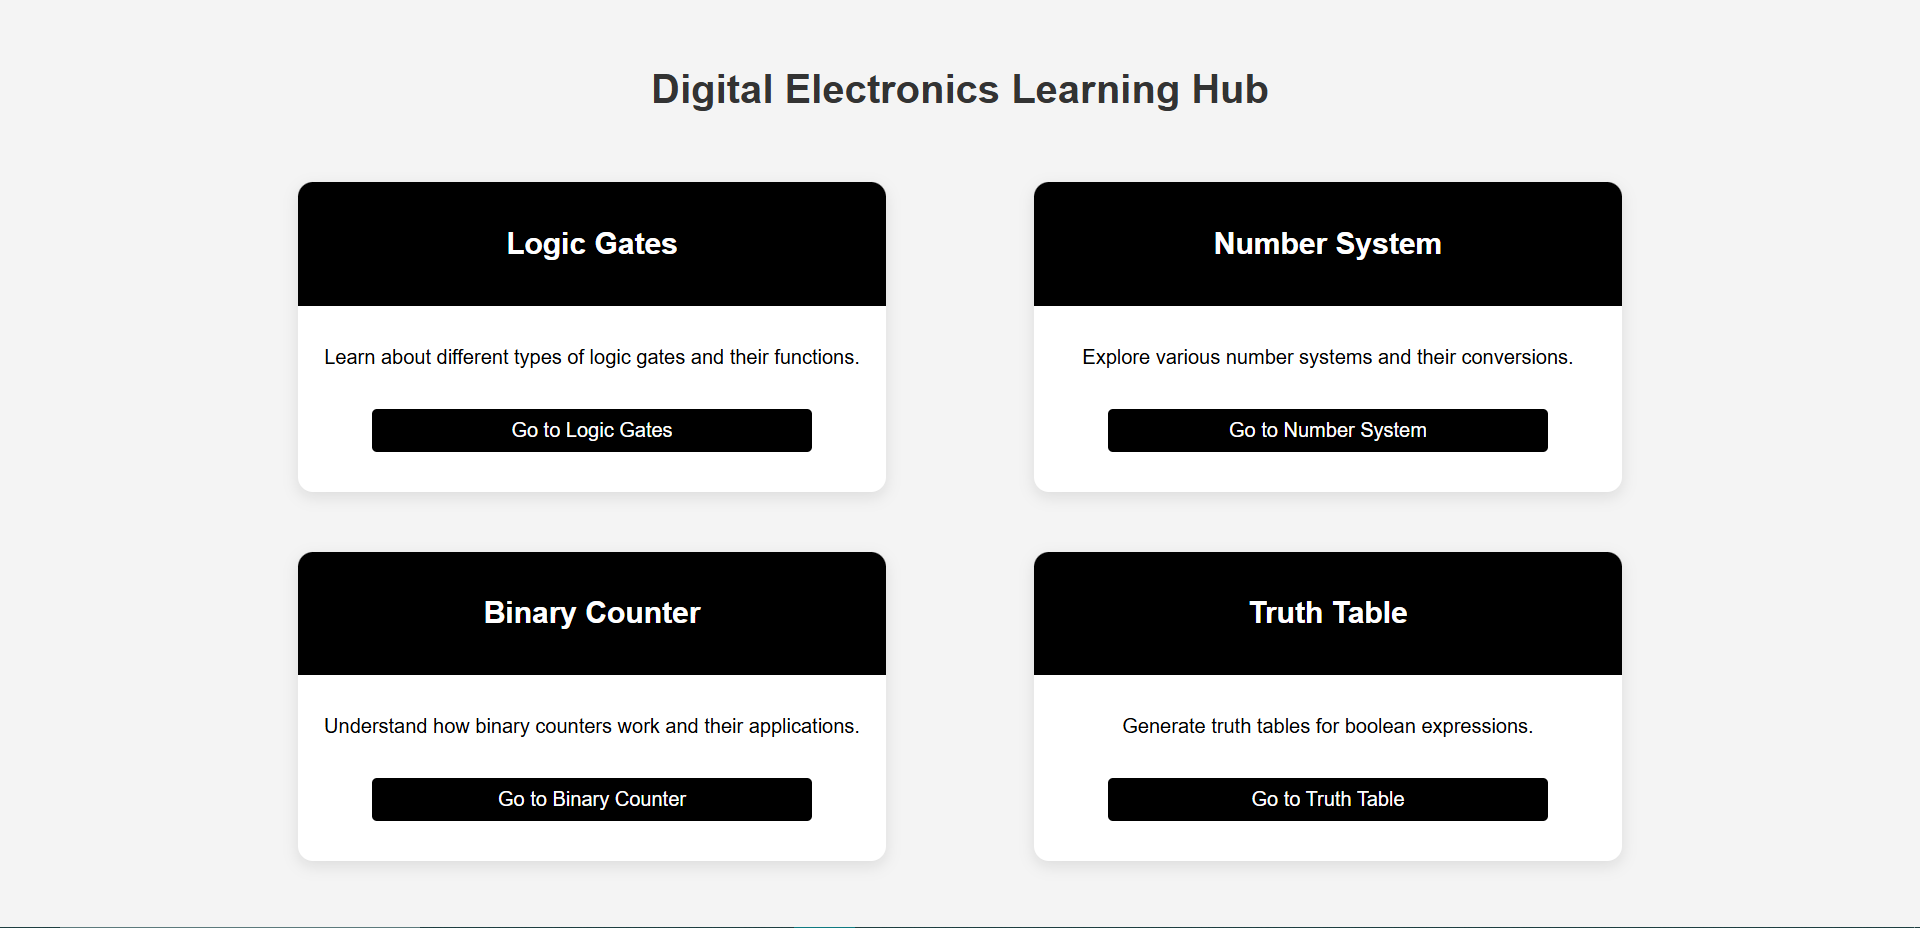 Digital Electronics Learning Hub
Logic Gates
Learn about different types of logic gates and their functions.
Go to Logic Gates
Number System
Explore various number systems and their conversions.
Go to Number System
Binary Counter
Understand how binary counters work and their applications.
Go to Binary Counter
Truth Table
Generate truth tables for boolean expressions.
Go to Truth Table